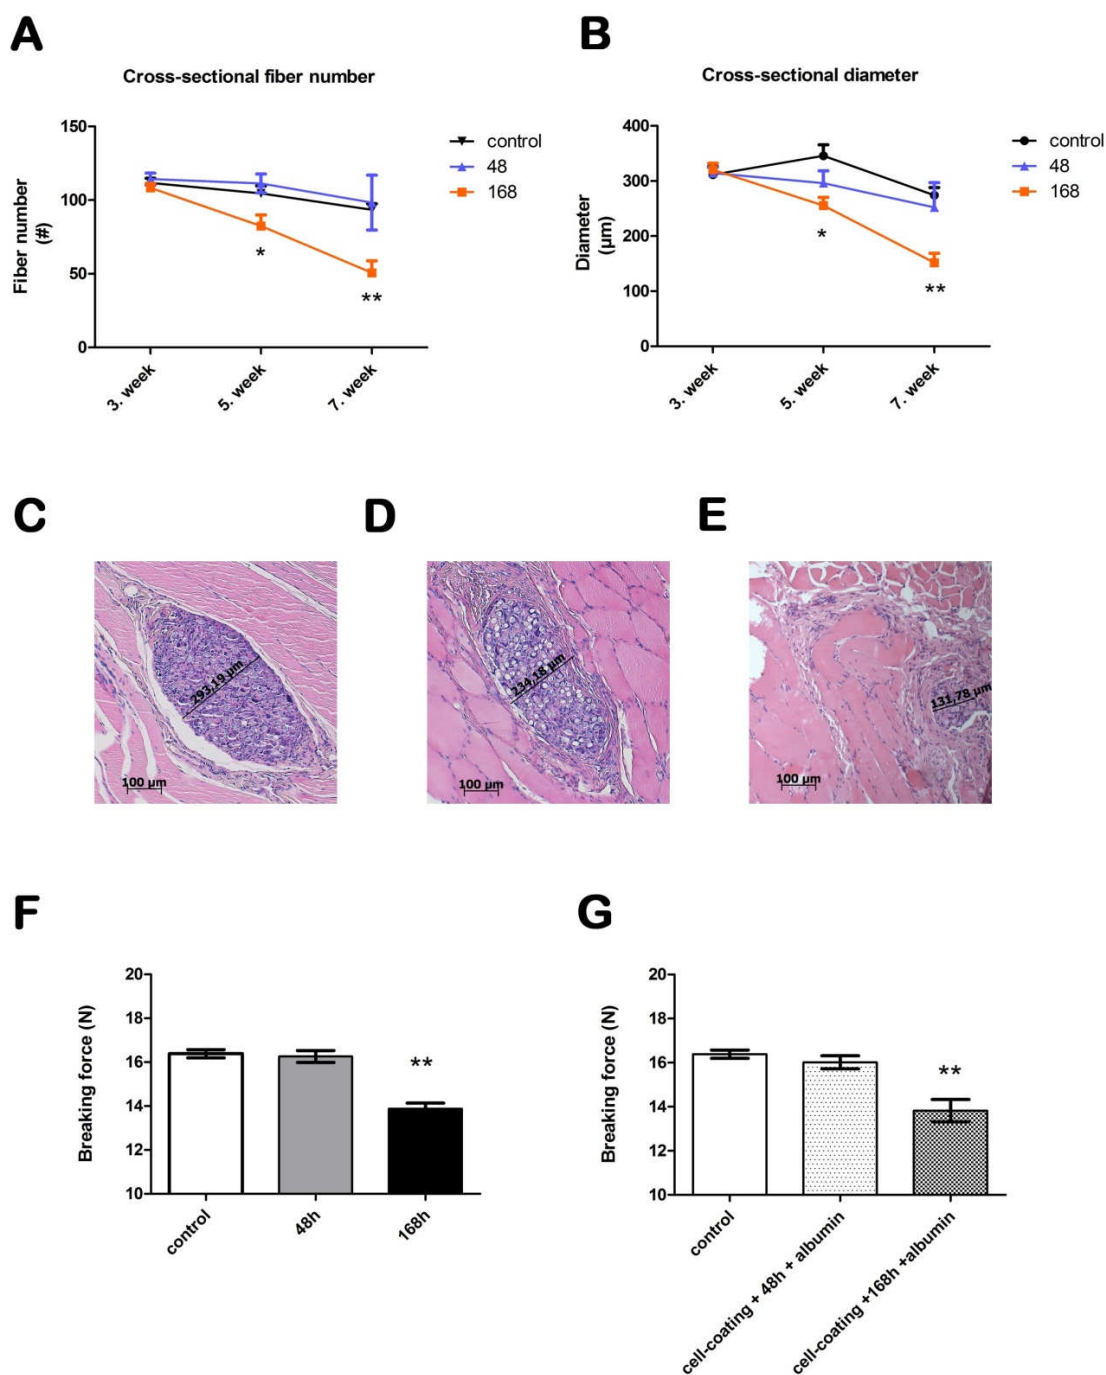 A
Cross-sectional fiber number
150
100
50
0
Fiber number
(#)
control
48
168
*
**
3. week
5. week
7. week
B
Cross-sectional diameter
400
300
200
100
0
Diameter
(µm)
control
48
168
*
**
3. week
5. week
7. week
C
293,19 µm
100 µm
D
234,18 µm
100 µm
E
131,78 µm
100 µm
F
20
18
16
14
12
10
Breaking force (N)
**
control
48h
168h
G
20
18
16
14
12
10
Breaking force (N)
**
control
cell-coating + 48h + albumin
cell-coating +168h +albumin